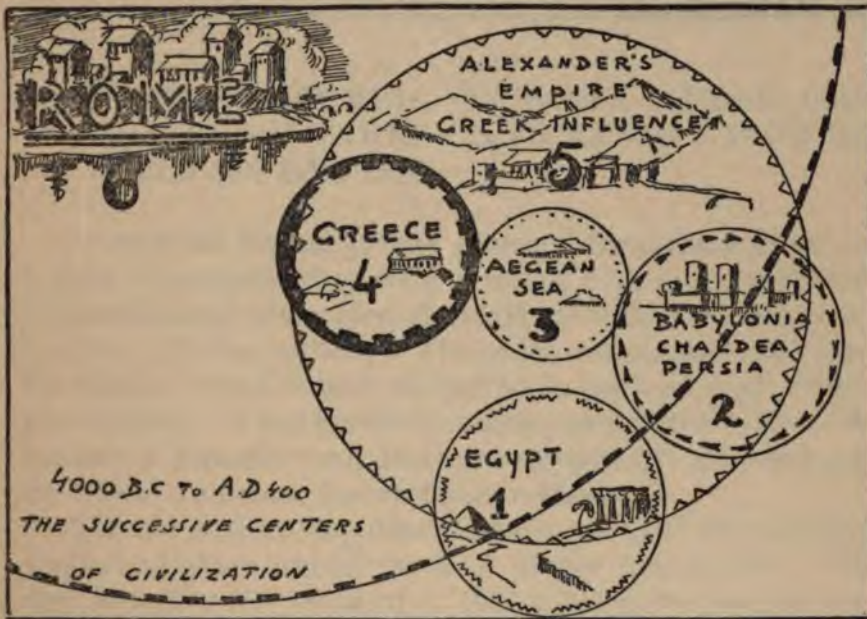 ROME
ALEXANDER'S
EMPIRE
GREEK INFLUENCE
5
GREECE
4
AEGEAN
SEA
3
BABYLONIA
CHALDEA
PERSIA
2
EGYPT
1
4000 B.C TO A.D 400
THE SUCCESSIVE CENTERS
OF CIVILIZATION